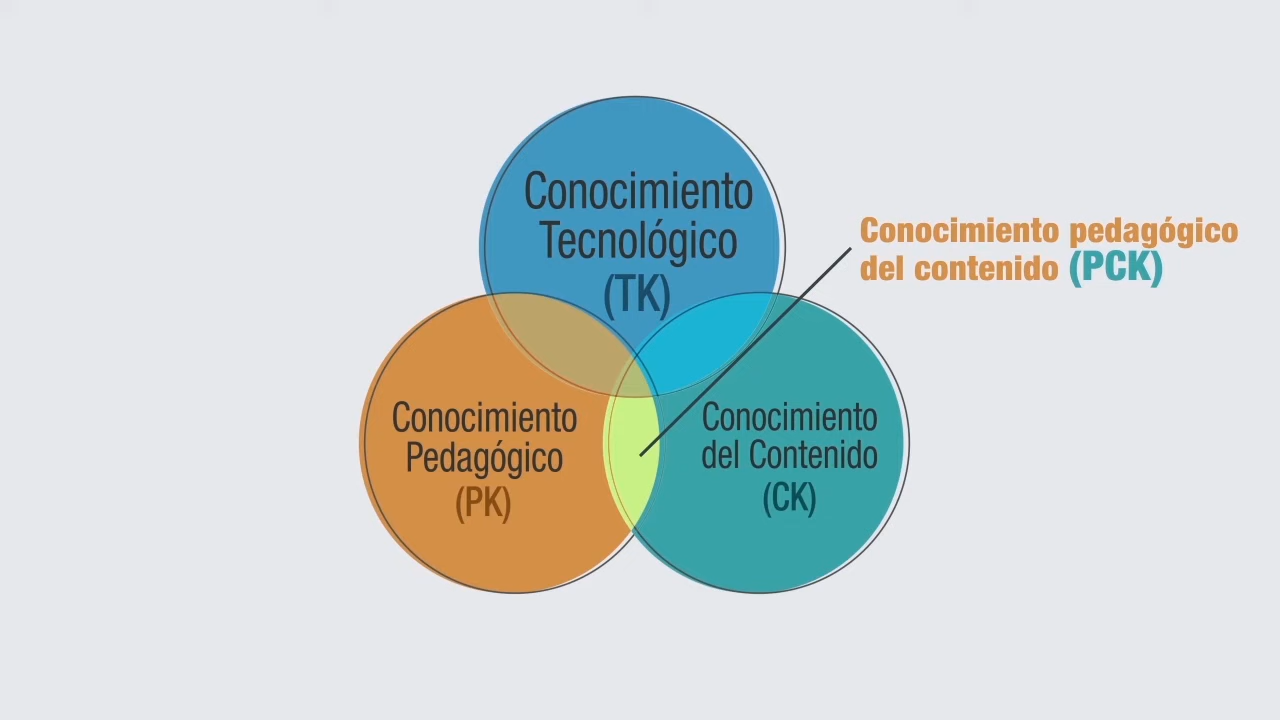 Conocimiento
Tecnológico
(TK)
Conocimiento pedagógico
del contenido (PCK)
Conocimiento
Pedagógico
(PK)
Conocimiento
del Contenido
(CK)